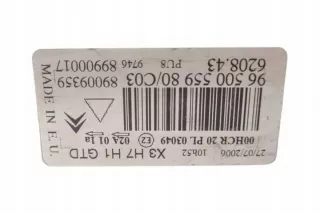 6208.43
96 500 559 80/C03
PU8 9746
89009359 89900017
MADE IN E.U.
27/07/2006 10h52
00HCR 20 PL 03049
E2 02A 01 1a
X3 H7 H1 GTD